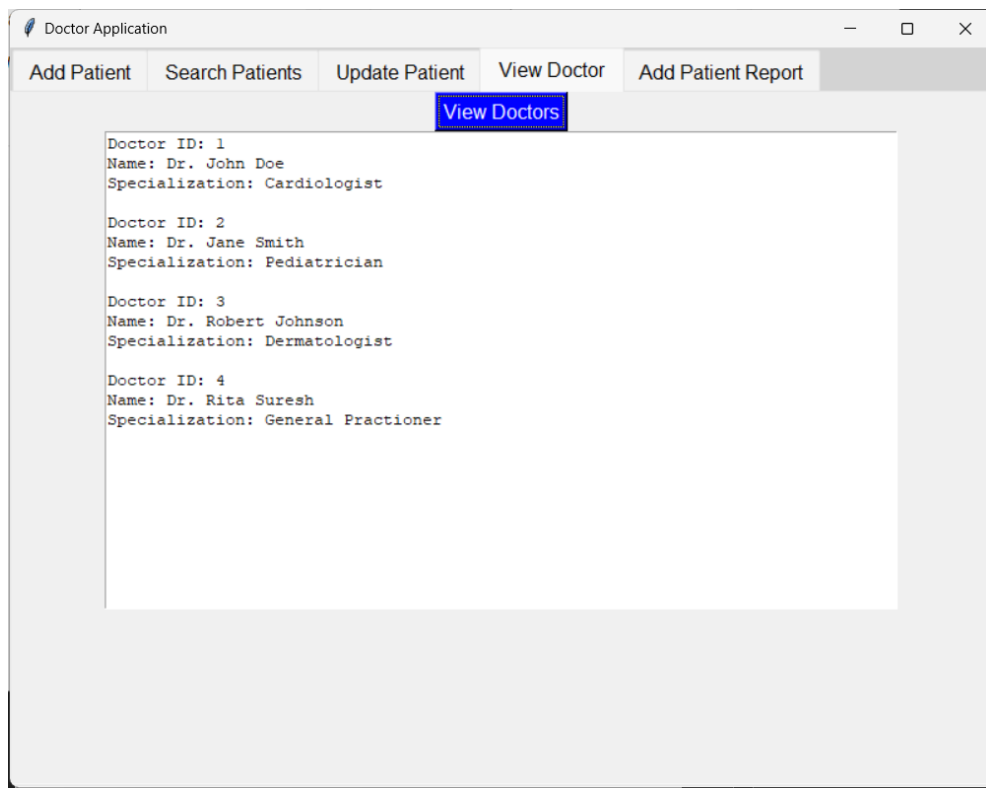 Doctor Application
Add Patient Search Patients Update Patient View Doctor Add Patient Report
View Doctors
Doctor ID: 1
Name: Dr. John Doe
Specialization: Cardiologist
Doctor ID: 2
Name: Dr. Jane Smith
Specialization: Pediatrician
Doctor ID: 3
Name: Dr. Robert Johnson
Specialization: Dermatologist
Doctor ID: 4
Name: Dr. Rita Suresh
Specialization: General Practioner